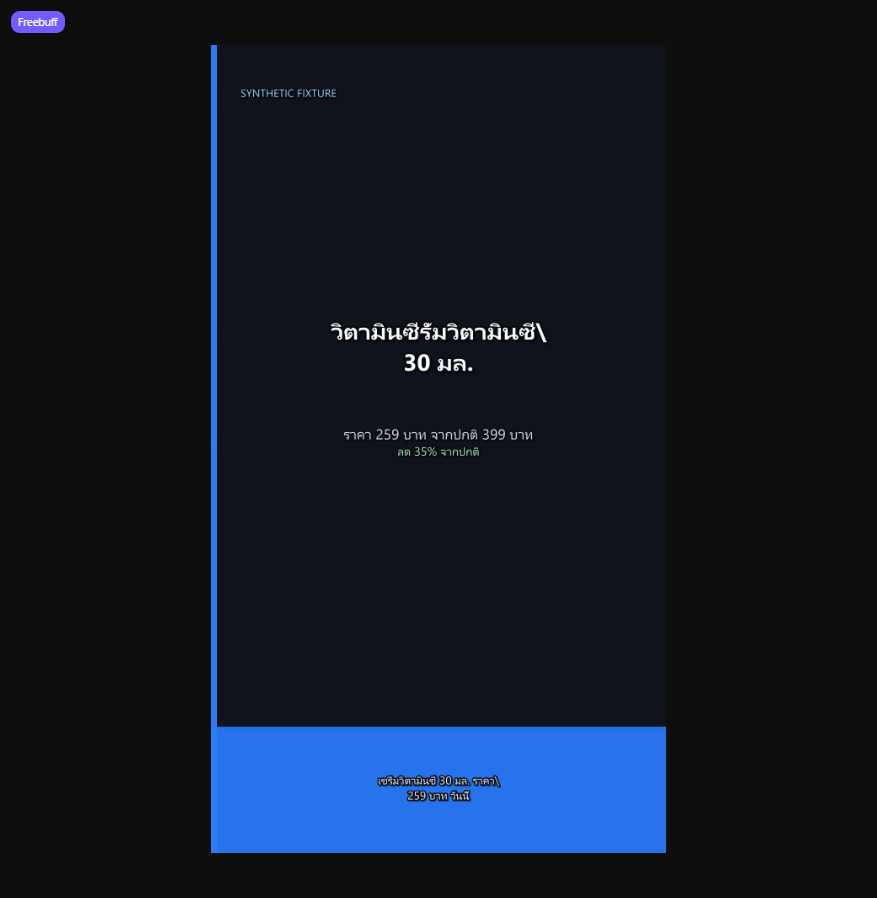 Freebuff
SYNTHETIC FIXTURE
วิตามินซีรั่มวิตามินซี\
30 มล.
ราคา 259 บาท จากปกติ 399 บาท
ลด 35% จากปกติ
เซรั่มวิตามินซี 30 มล. ราคา\
259 บาท วันนี้